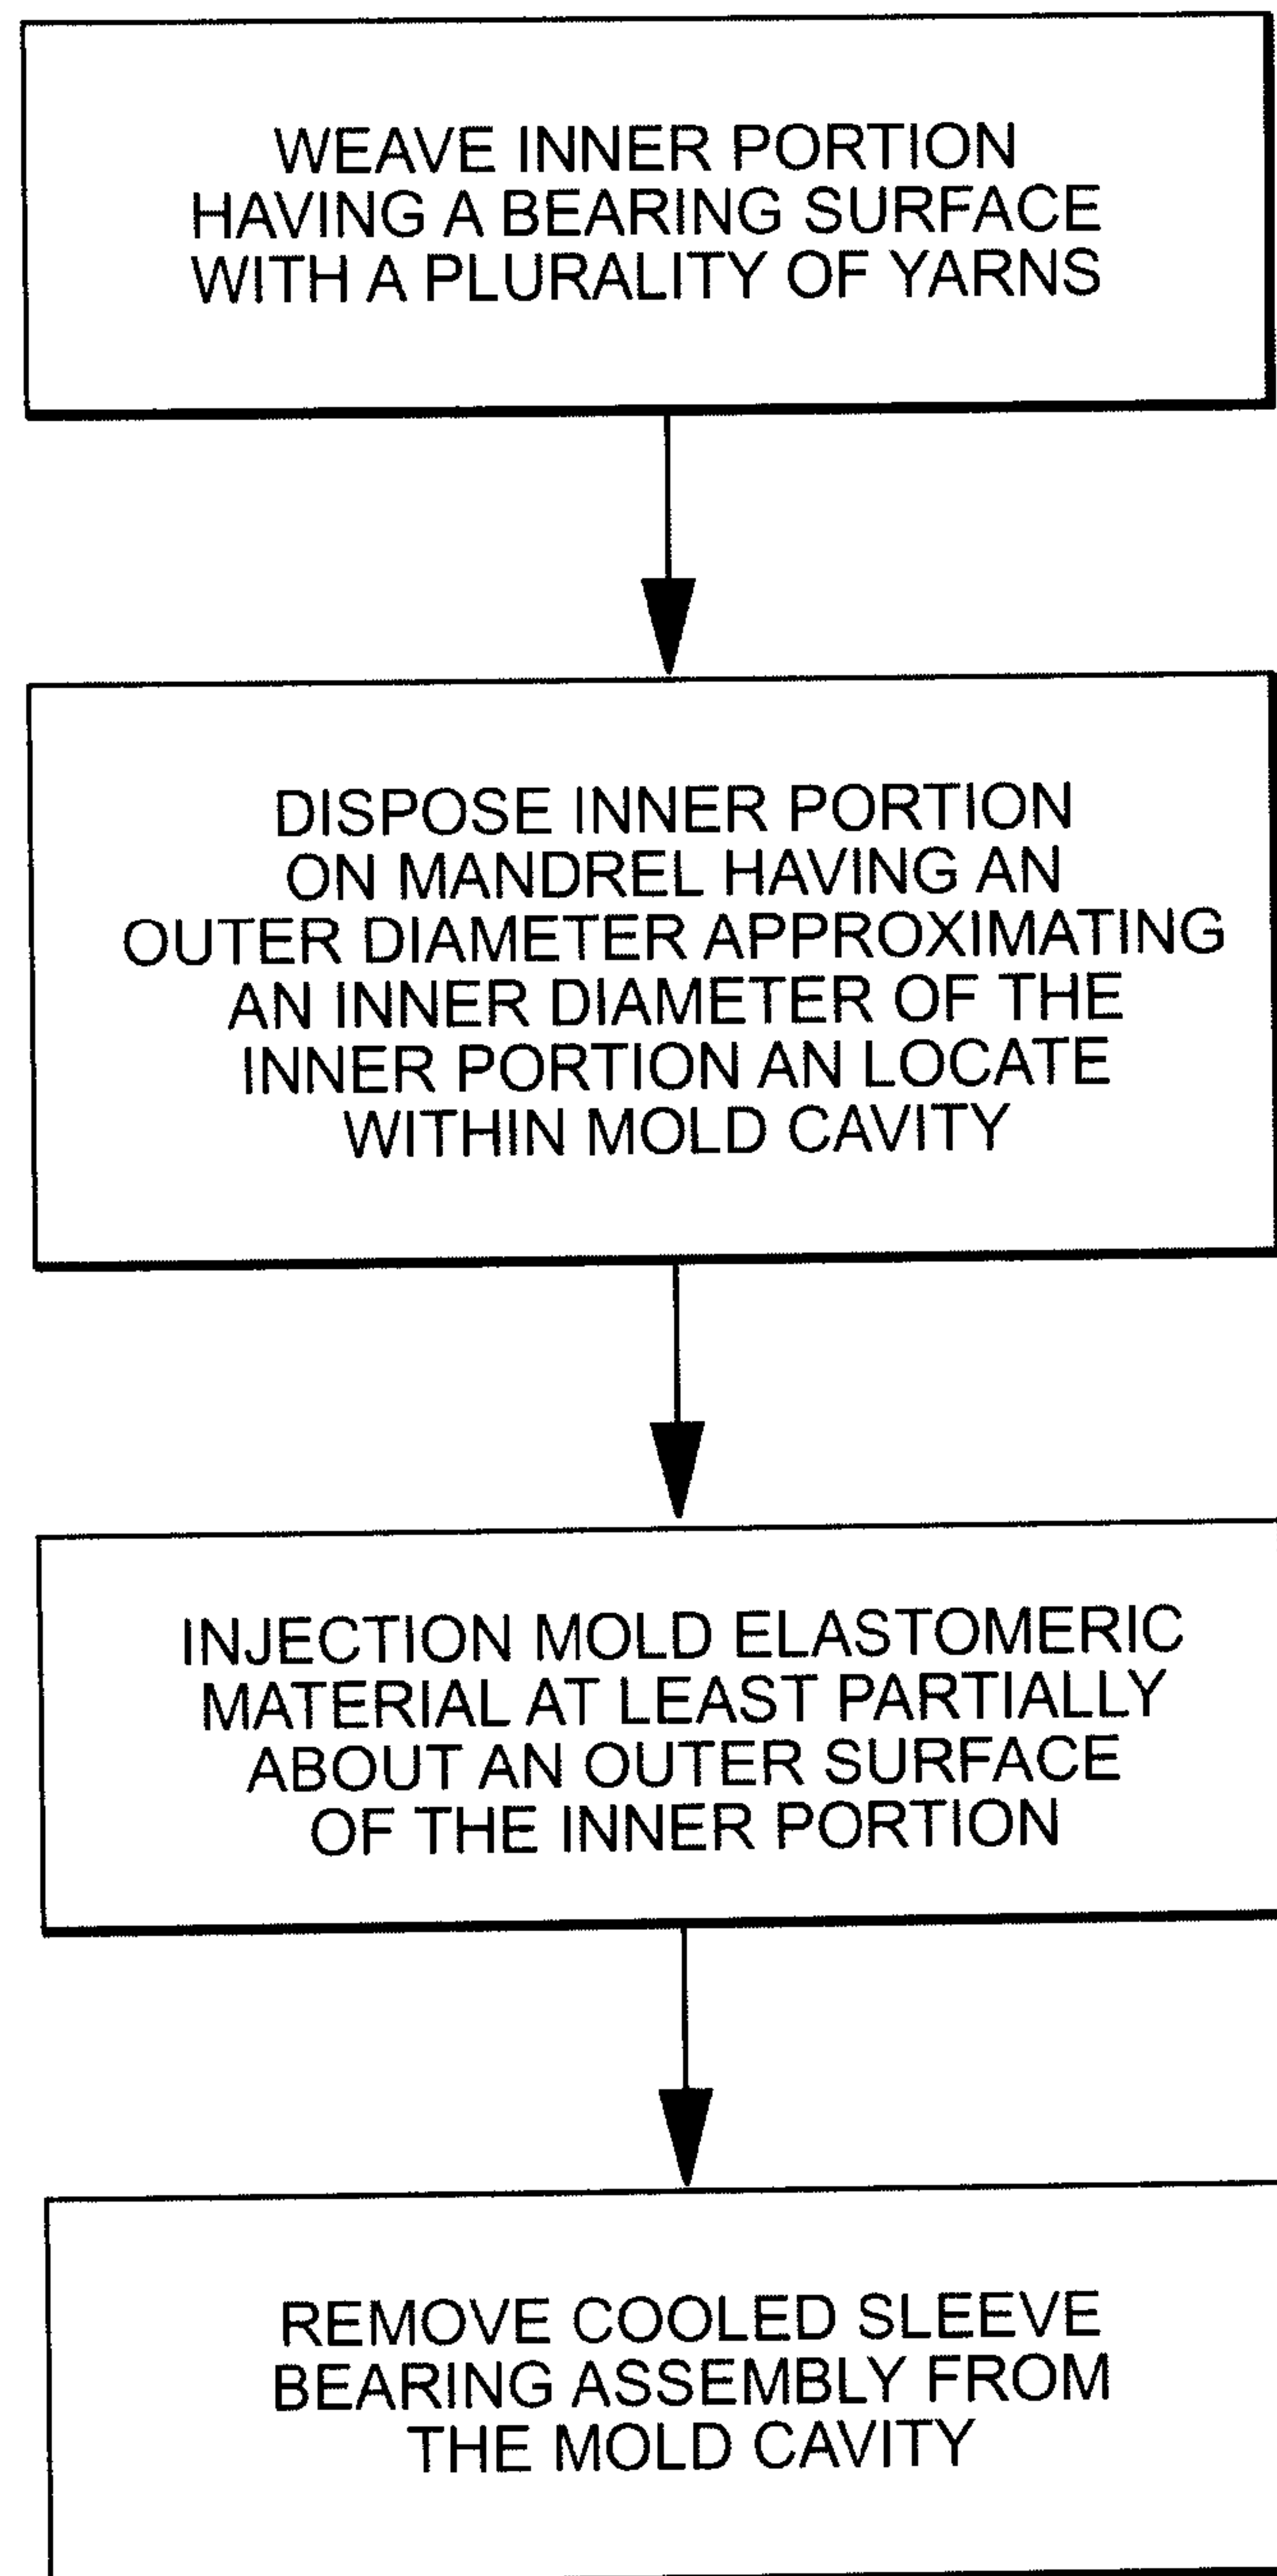 WEAVE INNER PORTION
HAVING A BEARING SURFACE
WITH A PLURALITY OF YARNS
DISPOSE INNER PORTION
ON MANDREL HAVING AN
OUTER DIAMETER APPROXIMATING
AN INNER DIAMETER OF THE
INNER PORTION AN LOCATE
WITHIN MOLD CAVITY
INJECTION MOLD ELASTOMERIC
MATERIAL AT LEAST PARTIALLY
ABOUT AN OUTER SURFACE
OF THE INNER PORTION
REMOVE COOLED SLEEVE
BEARING ASSEMBLY FROM
THE MOLD CAVITY